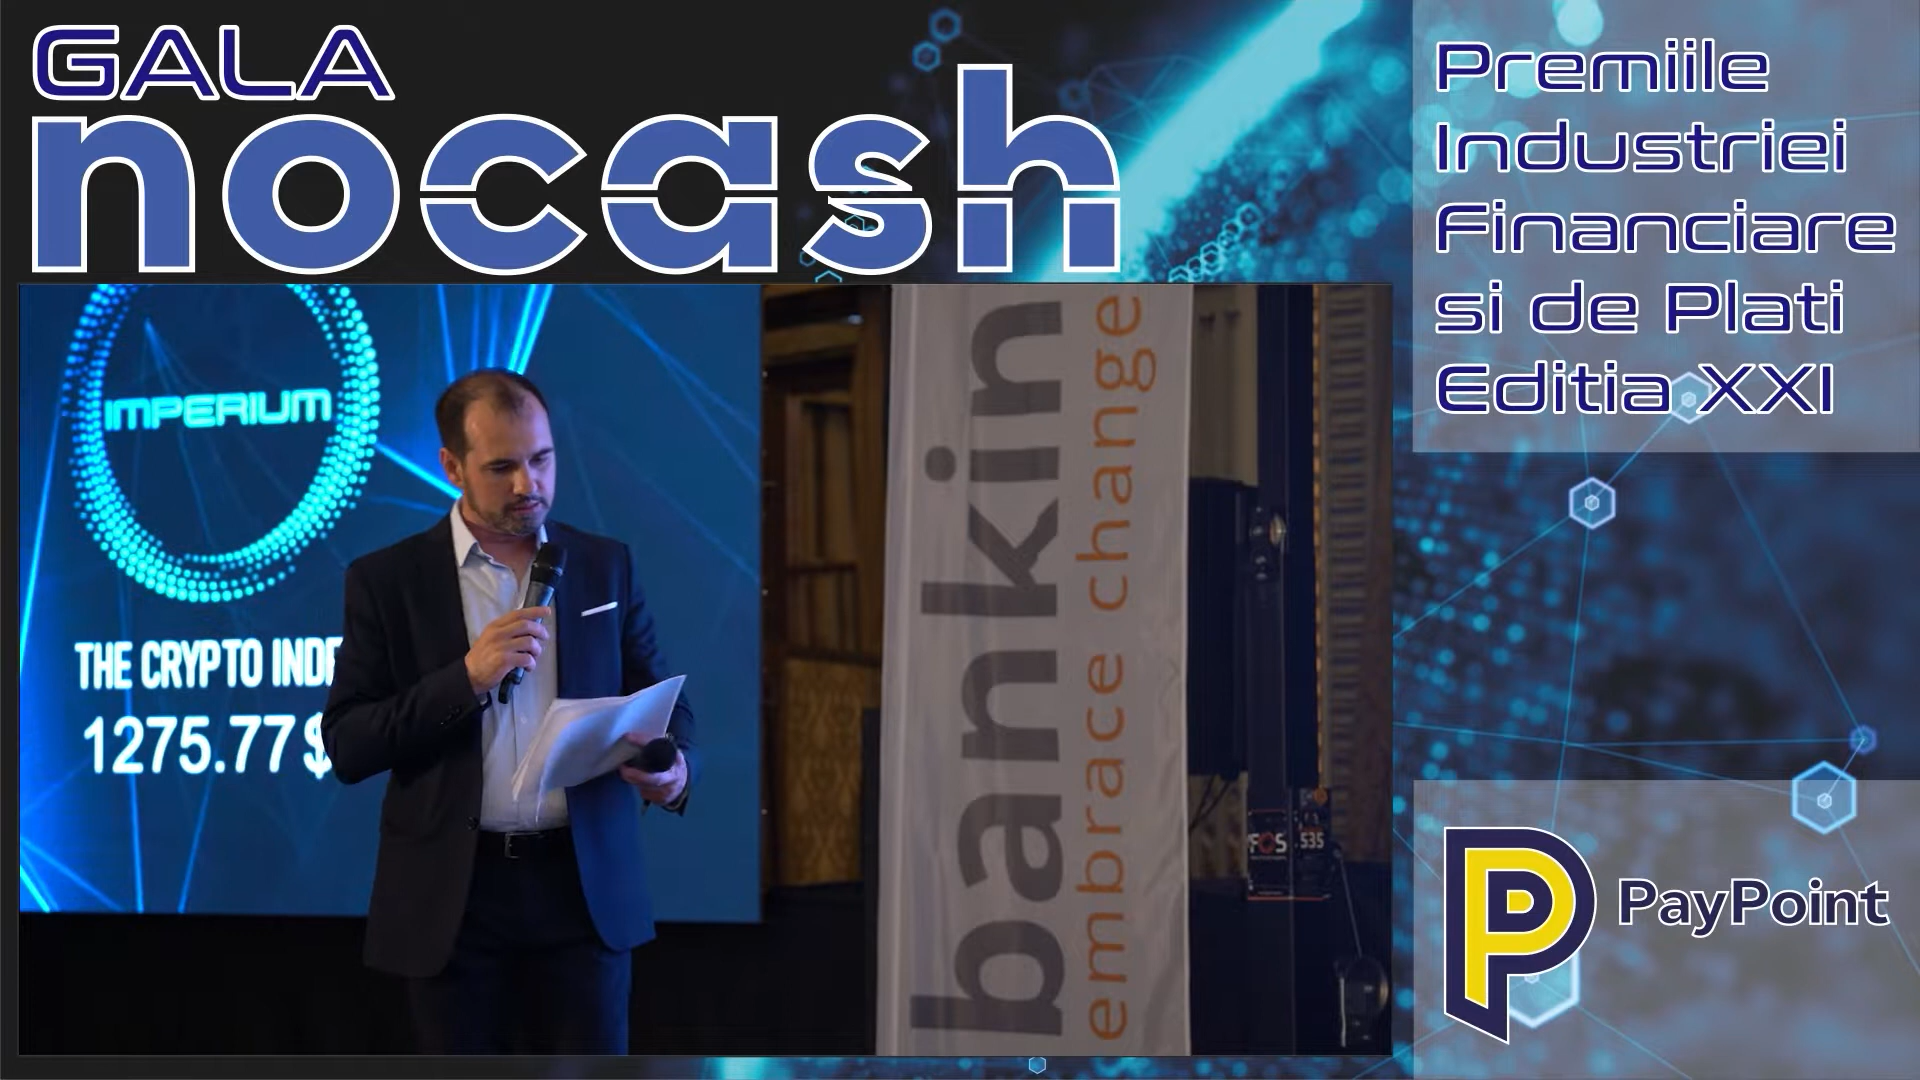 GALA
nocash
Premiile
Industriei
Financiare
si de Plati
Editia XXI
IMPERIUM
THE CRYPTO INDE
1275.77$
bankin
embrace change
FOS
535
PayPoint